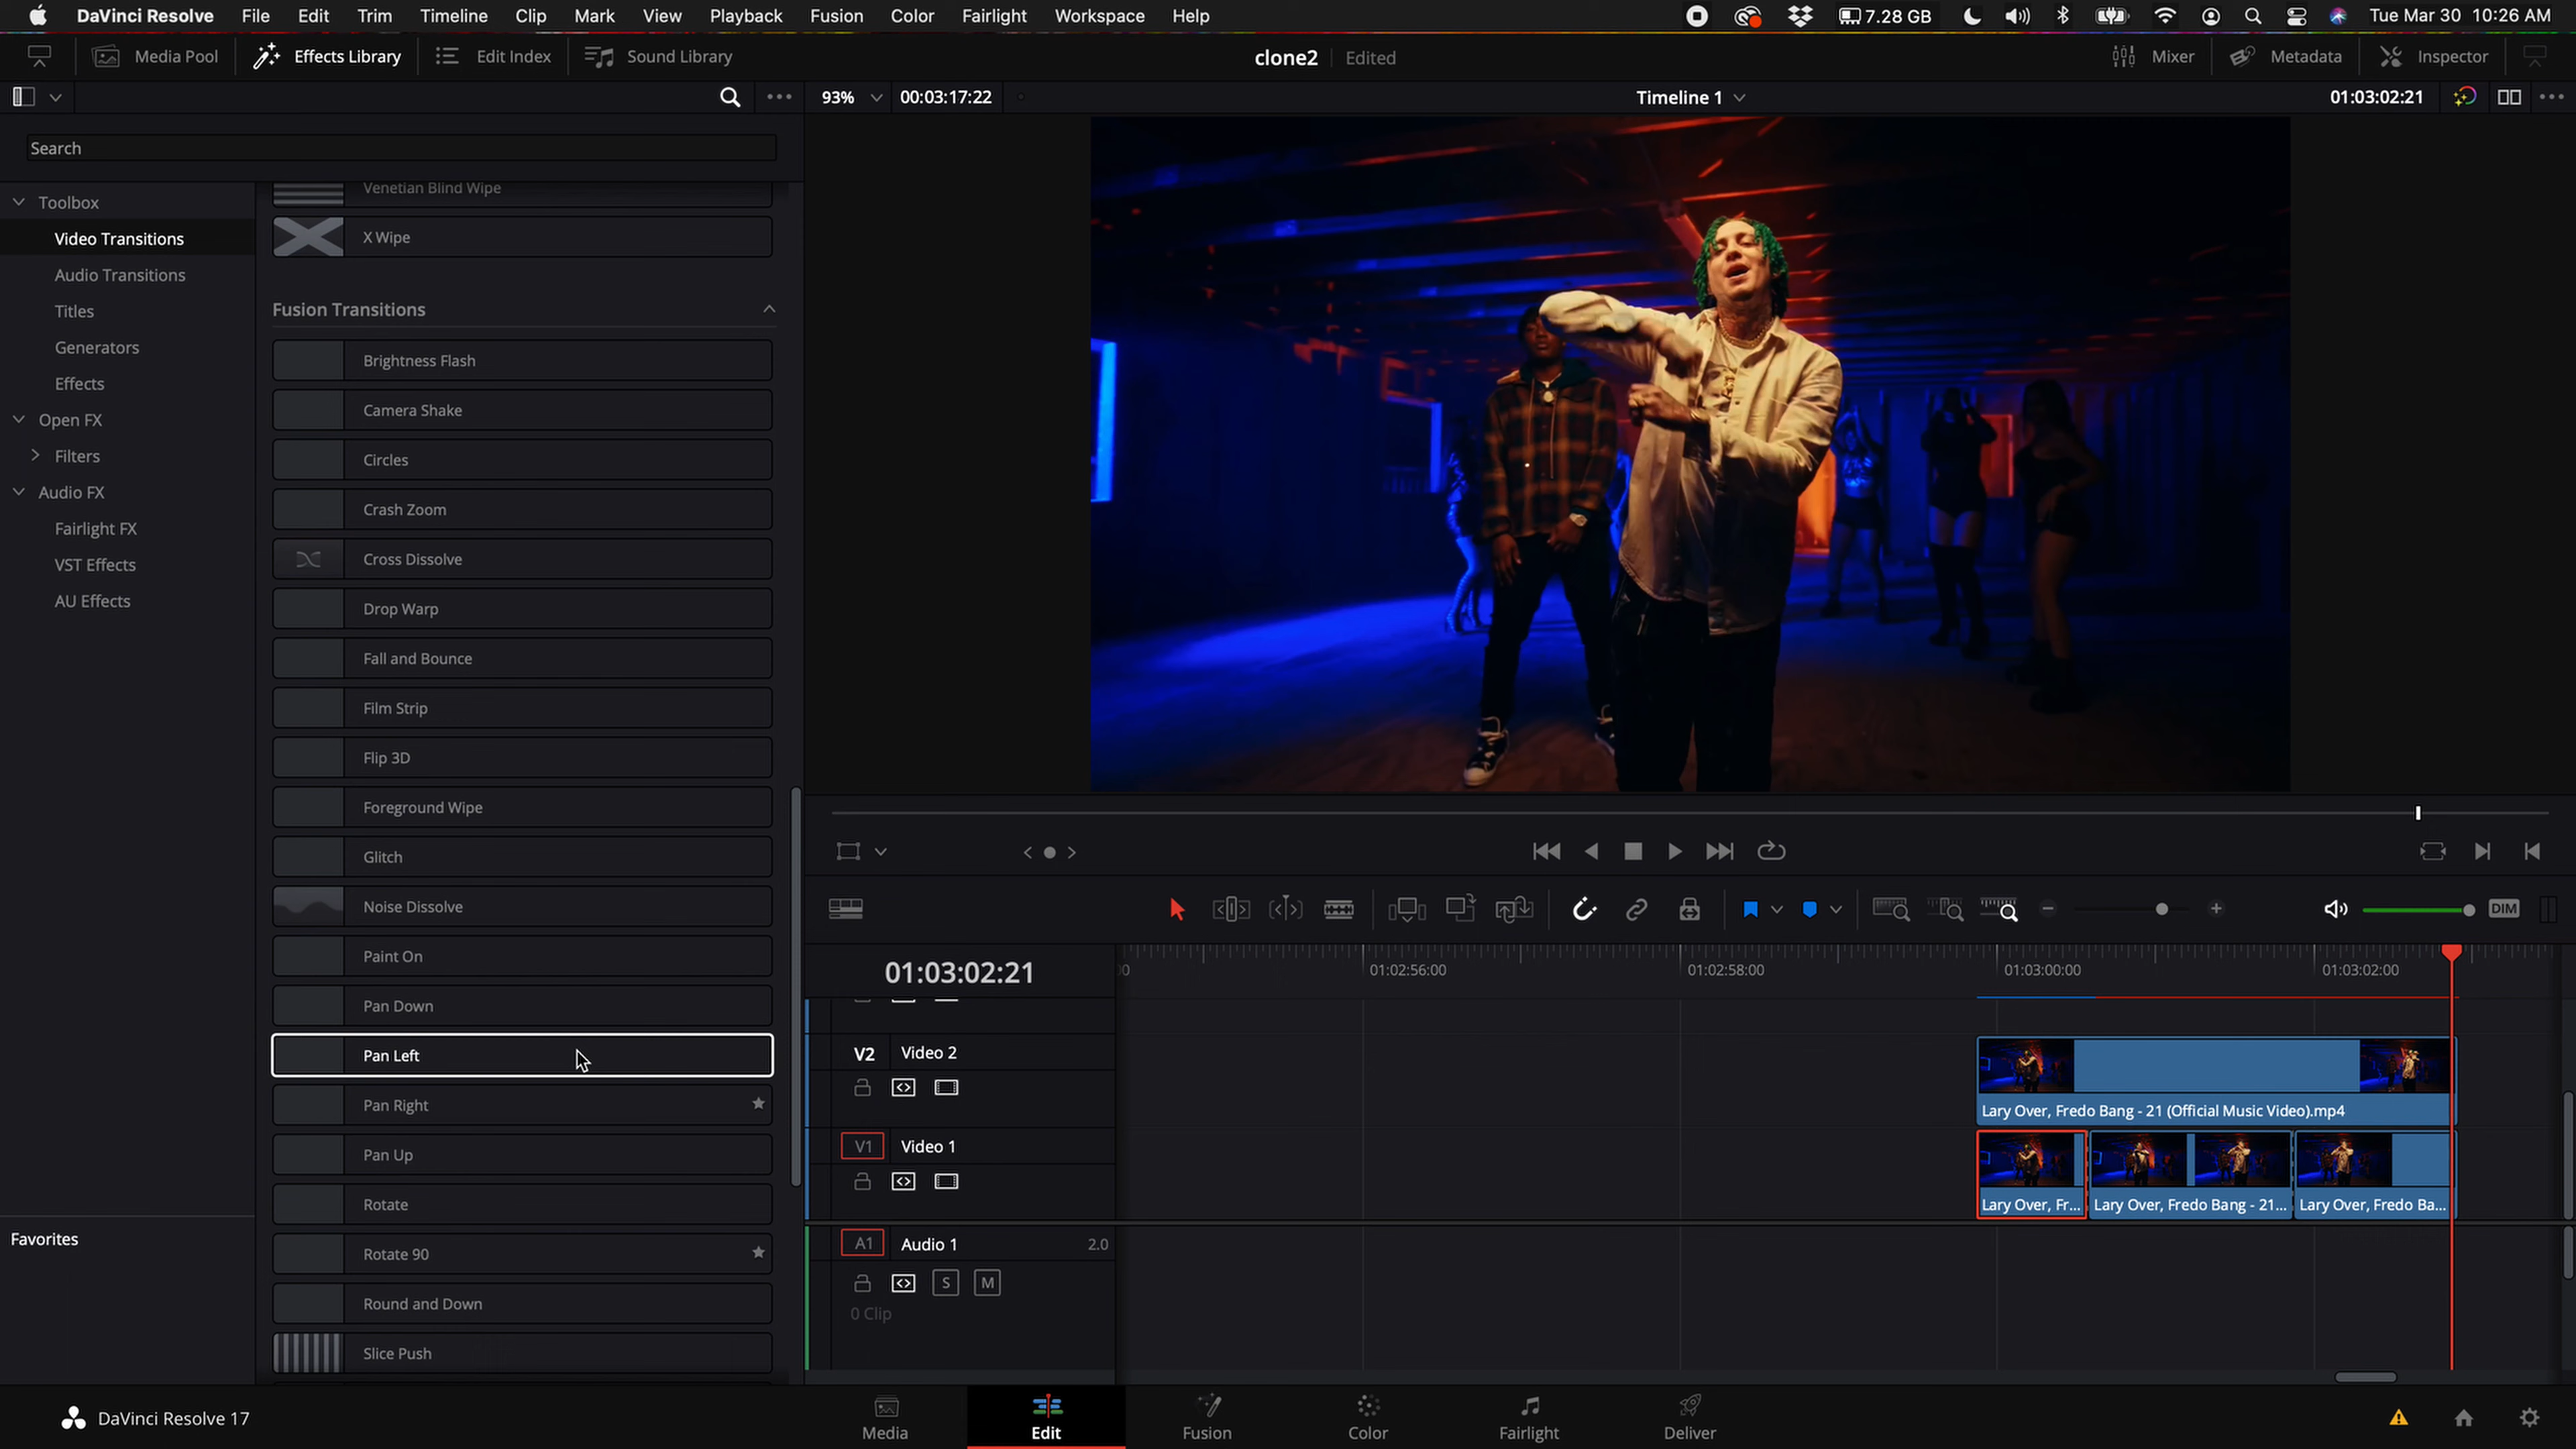 DaVinci Resolve File Edit Trim Timeline Clip Mark View Playback Fusion Color Fairlight Workspace Help 7.28 GB Tue Mar 30 10:26 AM
Media Pool Effects Library Edit Index Sound Library clone2 Edited Mixer Metadata Inspector
93% 00:03:17:22 Timeline 1 01:03:02:21
Search
Toolbox
Video Transitions
Audio Transitions
Titles
Generators
Effects
Open FX
Filters
Audio FX
Fairlight FX
VST Effects
AU Effects
Favorites
Venetian Blind Wipe
X Wipe
Fusion Transitions
Brightness Flash
Camera Shake
Circles
Crash Zoom
Cross Dissolve
Drop Warp
Fall and Bounce
Film Strip
Flip 3D
Foreground Wipe
Glitch
Noise Dissolve
Paint On
Pan Down
Pan Left
Pan Right
Pan Up
Rotate
Rotate 90
Round and Down
Slice Push
DIM
01:03:02:21 01:02:56:00 01:02:58:00 01:03:00:00 01:03:02:00
V2 Video 2
Lary Over, Fredo Bang - 21 (Official Music Video).mp4
V1 Video 1
Lary Over, Fr... Lary Over, Fredo Bang - 21... Lary Over, Fredo Ba...
A1 Audio 1 2.0
S M
0 Clip
DaVinci Resolve 17 Media Edit Fusion Color Fairlight Deliver